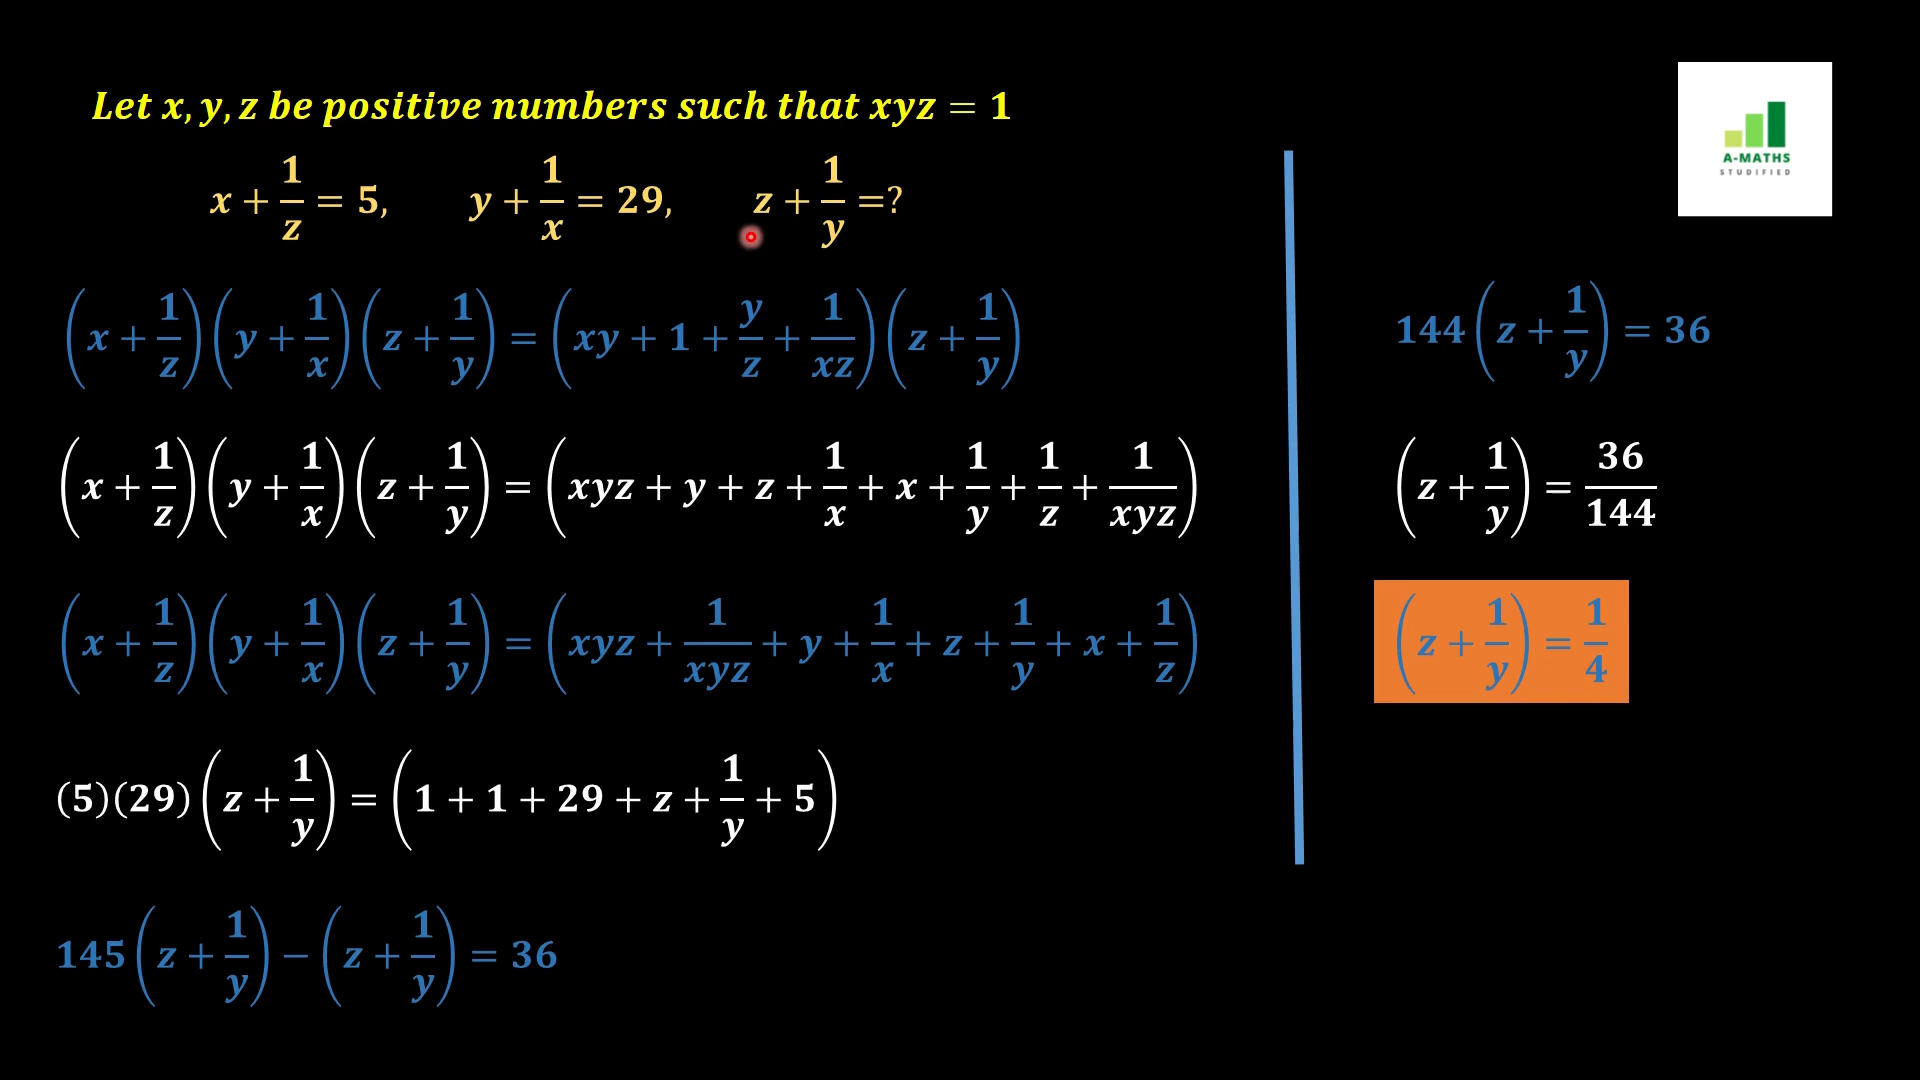 Let x, y, z be positive numbers such that xyz = 1
x + 1/z = 5, y + 1/x = 29, z + 1/y =?
(x + 1/z)(y + 1/x)(z + 1/y) = (xy + 1 + y/z + 1/xz)(z + 1/y)
(x + 1/z)(y + 1/x)(z + 1/y) = (xyz + y + z + 1/x + x + 1/y + 1/z + 1/xyz)
(x + 1/z)(y + 1/x)(z + 1/y) = (xyz + 1/xyz + y + 1/x + z + 1/y + x + 1/z)
(5)(29)(z + 1/y) = (1 + 1 + 29 + z + 1/y + 5)
145(z + 1/y) − (z + 1/y) = 36
A-MATHS
STUDIFIED
144(z + 1/y) = 36
(z + 1/y) = 36/144
(z + 1/y) = 1/4